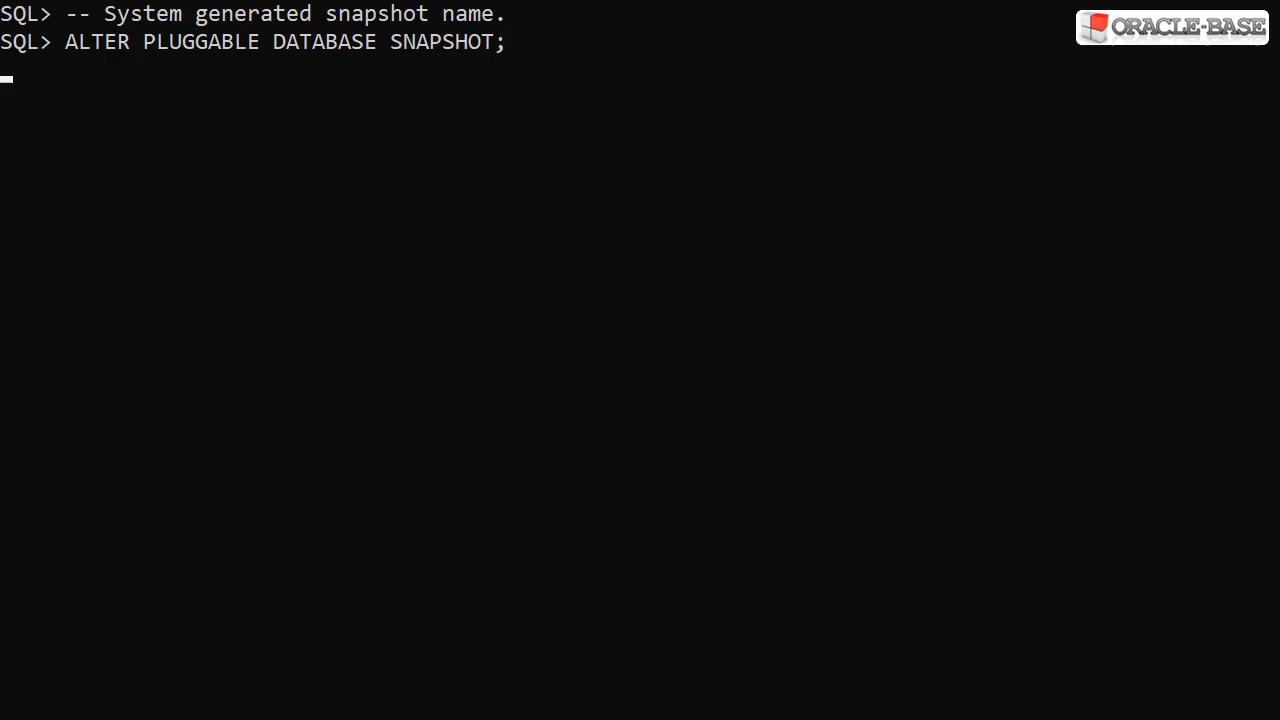 SQL> -- System generated snapshot name.
SQL> ALTER PLUGGABLE DATABASE SNAPSHOT;
ORACLE-BASE